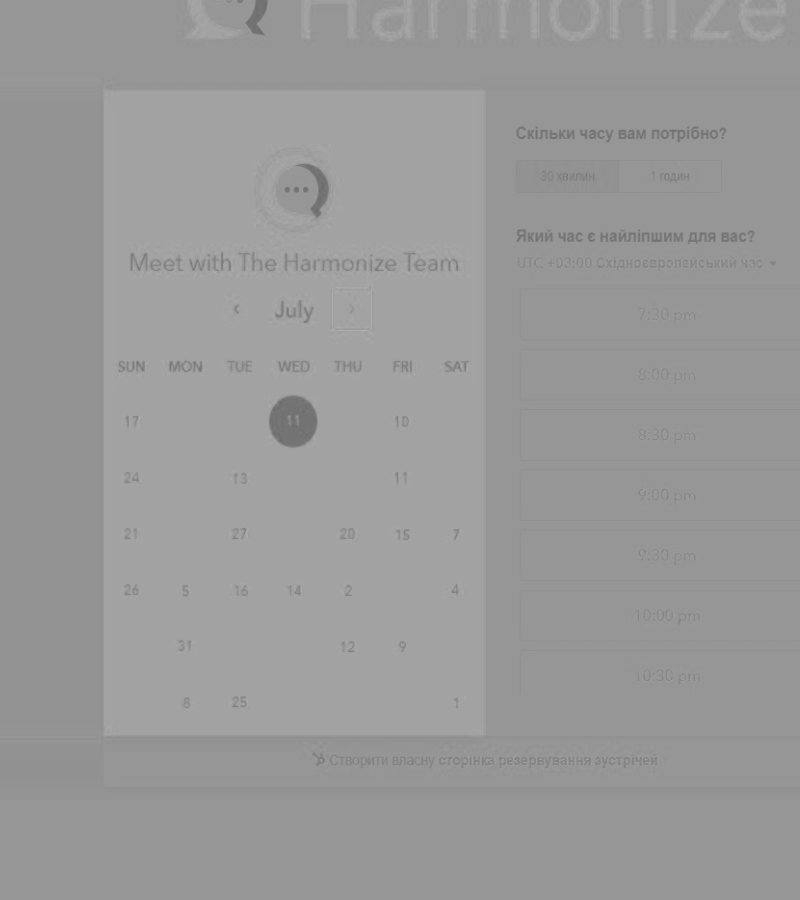 Harmonize
Meet with The Harmonize Team
July
SUN MON TUE WED THU FRI SAT
17 11 10
24 13 11
21 27 20 15 7
26 5 16 14 2 4
31 12 9
8 25 1
Скільки часу вам потрібно?
30 хвилин 1 годин
Який час є найліпшим для вас?
UTC +03:00 Східноєвропейський час
7:30 pm
8:00 pm
8:30 pm
9:00 pm
9:30 pm
10:00 pm
10:30 pm
Створити власну сторінка резервування зустрічей